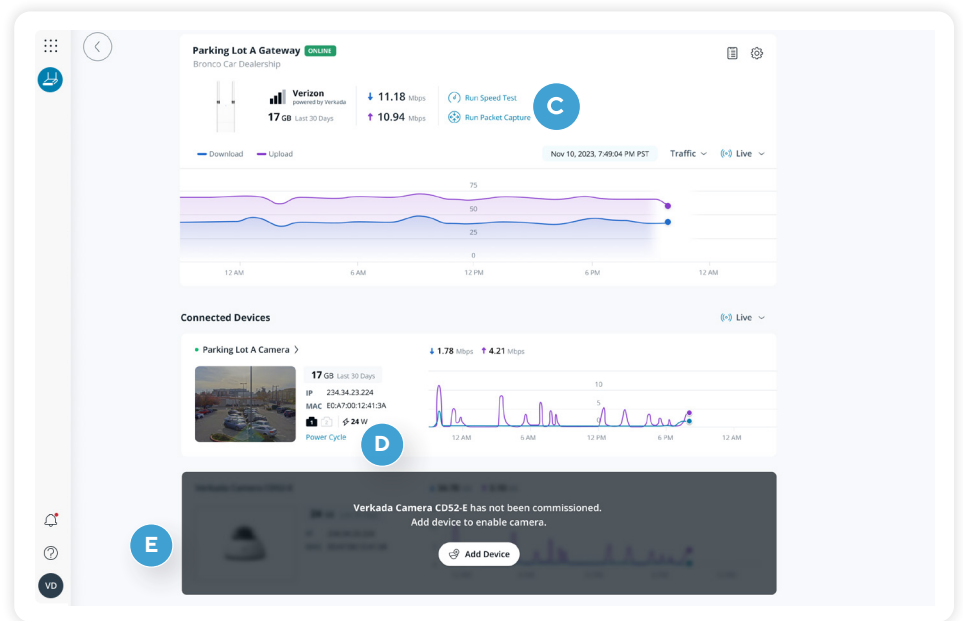 Parking Lot A Gateway ONLINE
Bronco Car Dealership
Verizon
powered by Verkada
17 GB Last 30 Days
11.18 Mbps
10.94 Mbps
Run Speed Test
Run Packet Capture
C
Download Upload
Nov 10, 2023, 7:49:04 PM PST Traffic Live
75
50
25
0
12 AM 6 AM 12 PM 6 PM 12 AM
Connected Devices Live
Parking Lot A Camera
17 GB Last 30 Days
IP 234.34.23.224
MAC E0:A7:00:12:41:3A
1 2 24 W
Power Cycle
D
1.78 Mbps 4.21 Mbps
10
5
0
12 AM 6 AM 12 PM 6 PM 12 AM
Verkada Camera CD52-E has not been commissioned.
Add device to enable camera.
Add Device
E
VD